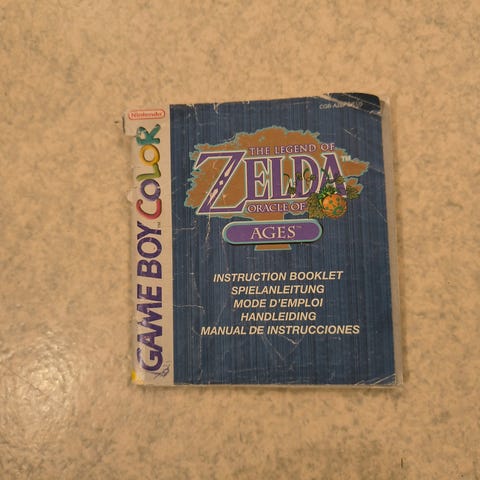 Nintendo
GAME BOY COLOR
THE LEGEND OF
ZELDA
ORACLE OF
AGES
INSTRUCTION BOOKLET
SPIELANLEITUNG
MODE D'EMPLOI
HANDLEIDING
MANUAL DE INSTRUCCIONES